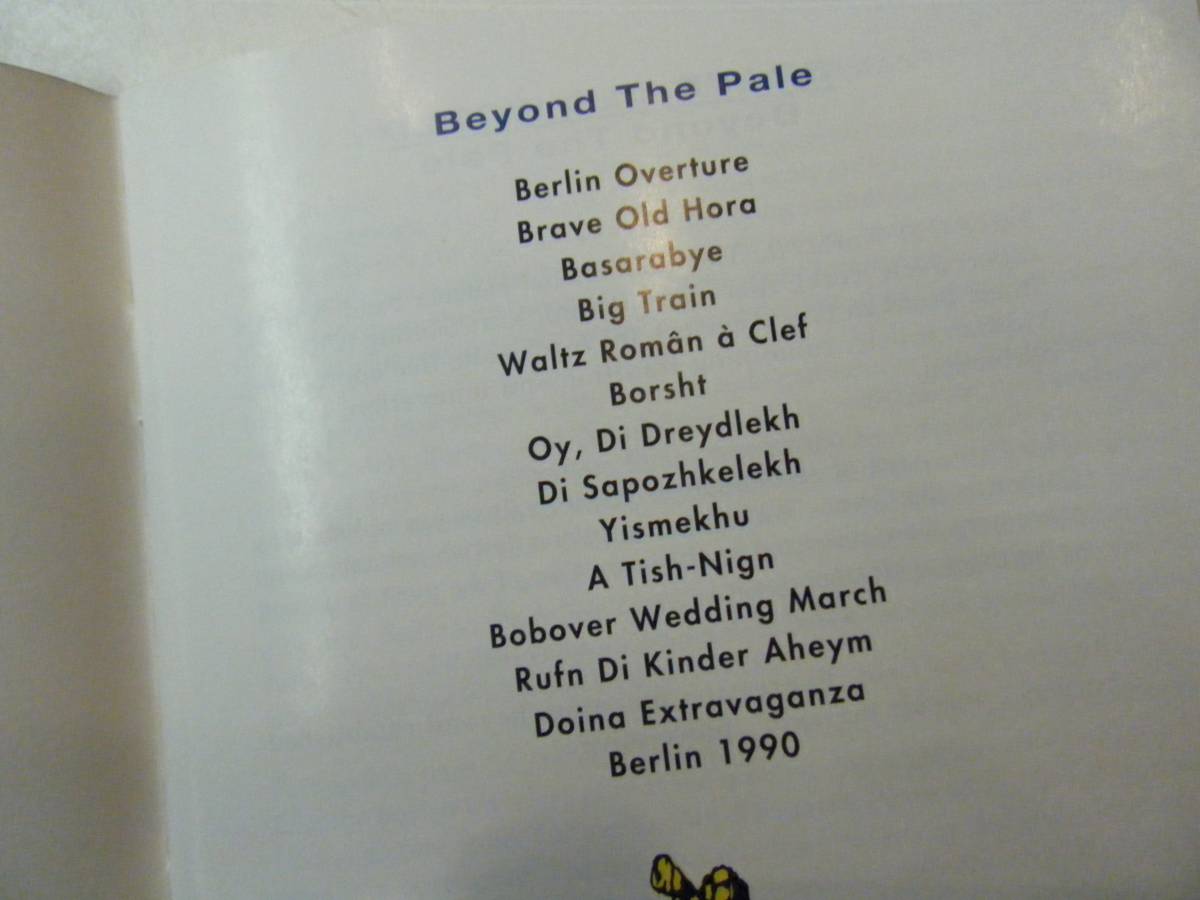 Beyond The Pale
Berlin Overture
Brave Old Hora
Basarabye
Big Train
Waltz Român à Clef
Borsht
Oy, Di Dreydlekh
Di Sapozhkelekh
Yismekhu
A Tish-Nign
Bobover Wedding March
Rufn Di Kinder Aheym
Doina Extravaganza
Berlin 1990